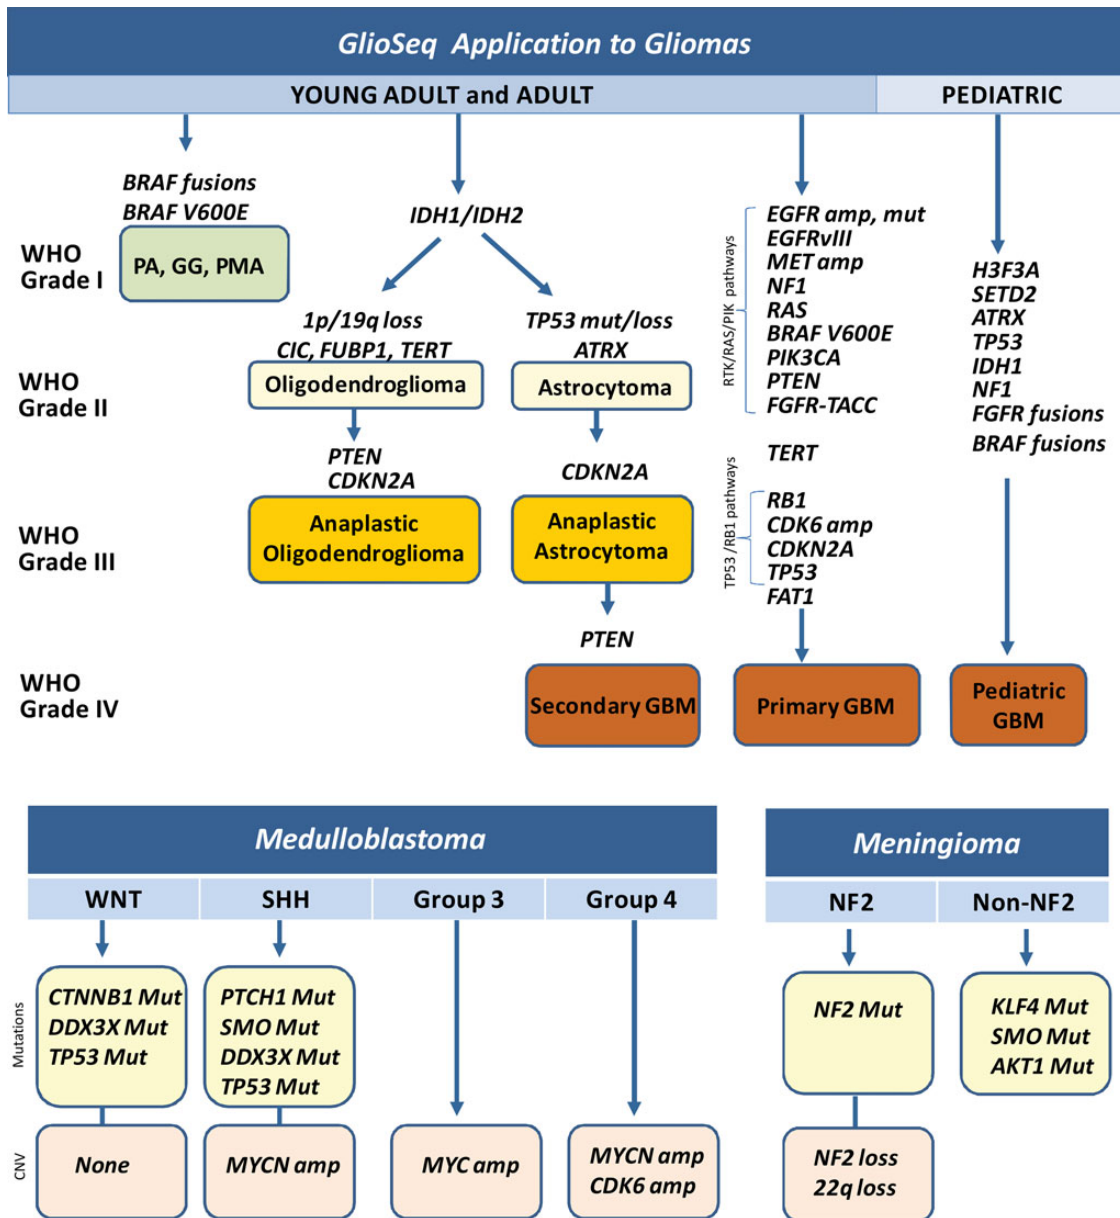 GlioSeq Application to Gliomas
YOUNG ADULT and ADULT
PEDIATRIC
BRAF fusions
BRAF V600E
WHO
Grade I
PA, GG, PMA
IDH1/IDH2
1p/19q loss
CIC, FUBP1, TERT
TP53 mut/loss
ATRX
WHO
Grade II
Oligodendroglioma
Astrocytoma
PTEN
CDKN2A
CDKN2A
WHO
Grade III
Anaplastic
Oligodendroglioma
Anaplastic
Astrocytoma
PTEN
RTK/RAS/PIK pathways
EGFR amp, mut
EGFRvIII
MET amp
NF1
RAS
BRAF V600E
PIK3CA
PTEN
FGFR-TACC
TERT
TP53 /RB1 pathways
RB1
CDK6 amp
CDKN2A
TP53
FAT1
H3F3A
SETD2
ATRX
TP53
IDH1
NF1
FGFR fusions
BRAF fusions
WHO
Grade IV
Secondary GBM
Primary GBM
Pediatric
GBM
Medulloblastoma
WNT
SHH
Group 3
Group 4
Mutations
CTNNB1 Mut
DDX3X Mut
TP53 Mut
PTCH1 Mut
SMO Mut
DDX3X Mut
TP53 Mut
CNV
None
MYCN amp
MYC amp
MYCN amp
CDK6 amp
Meningioma
NF2
Non-NF2
NF2 Mut
KLF4 Mut
SMO Mut
AKT1 Mut
NF2 loss
22q loss